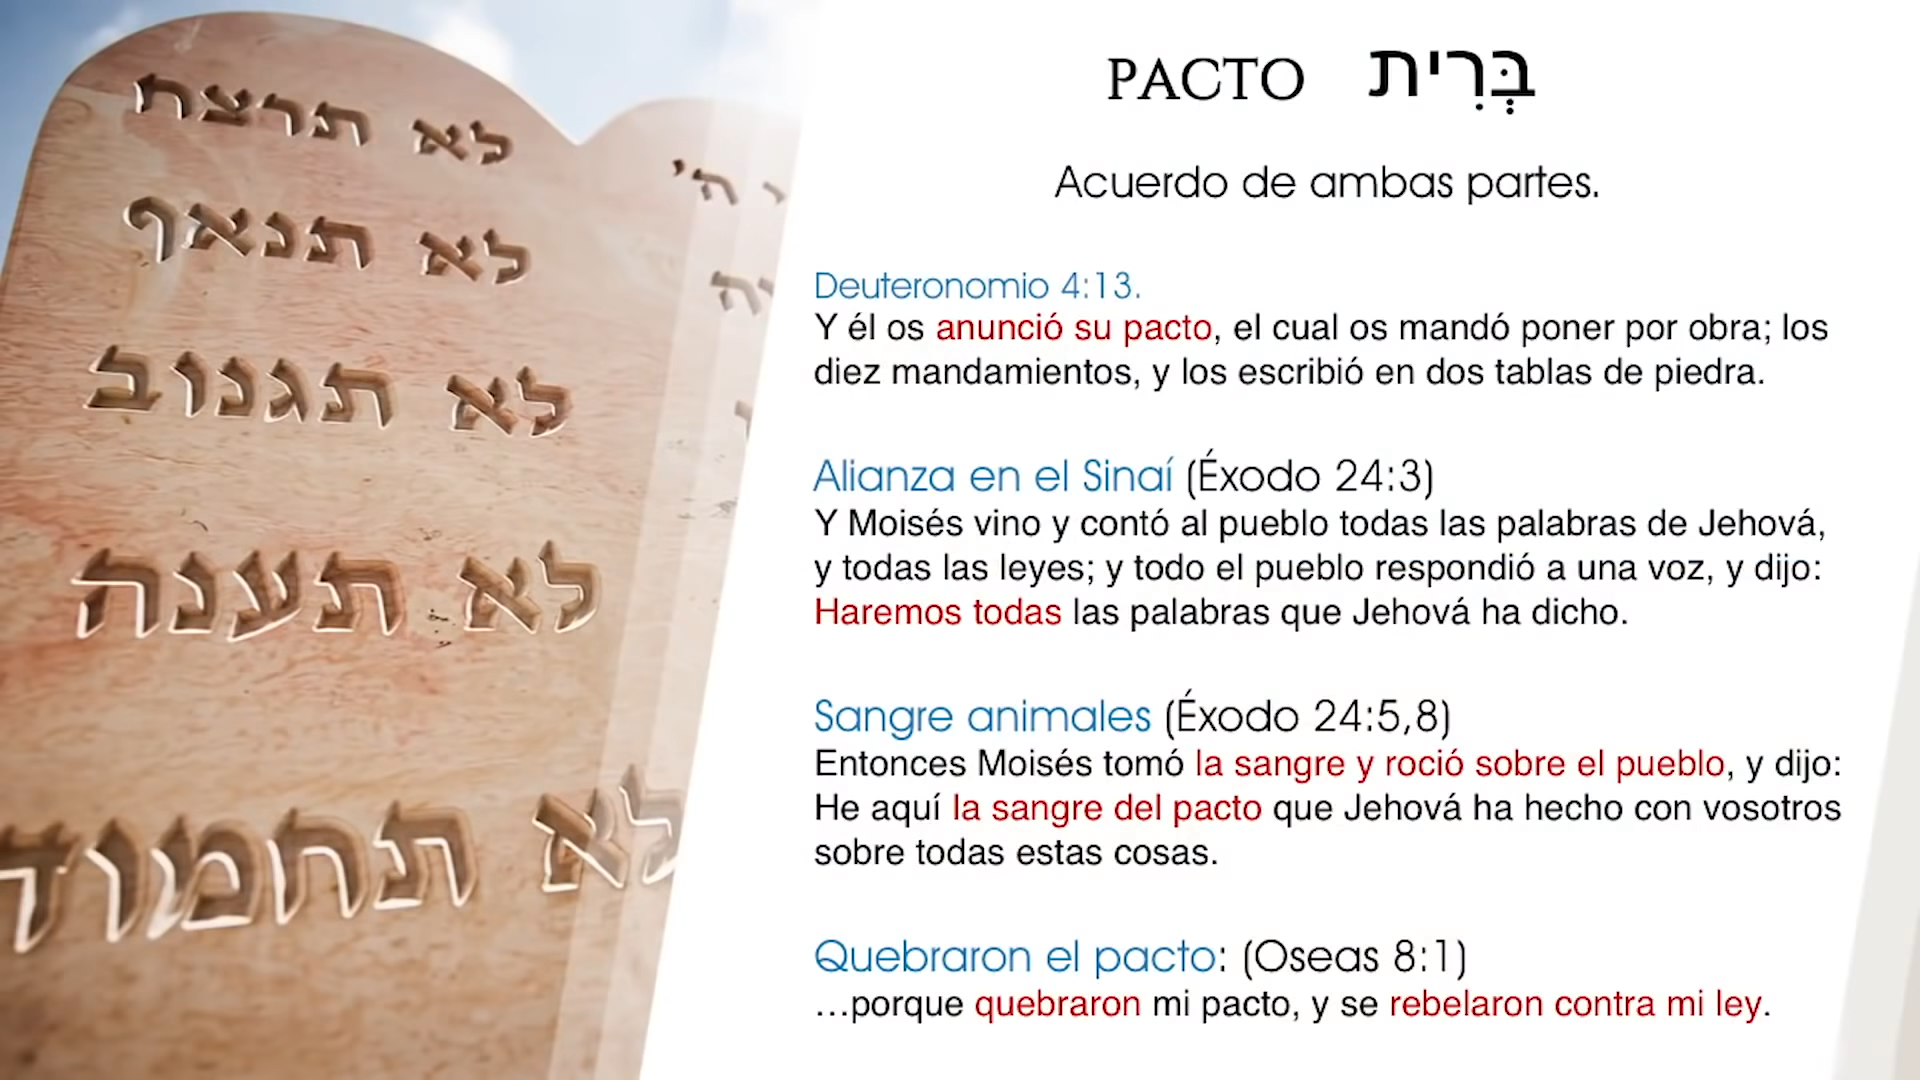 לא תרצח
לא תנאף
לא תגנוב
לא תענה
לא תחמוד
PACTO בְּרִית
Acuerdo de ambas partes.
Deuteronomio 4:13.
Y él os anunció su pacto, el cual os mandó poner por obra; los
diez mandamientos, y los escribió en dos tablas de piedra.
Alianza en el Sinaí (Éxodo 24:3)
Y Moisés vino y contó al pueblo todas las palabras de Jehová,
y todas las leyes; y todo el pueblo respondió a una voz, y dijo:
Haremos todas las palabras que Jehová ha dicho.
Sangre animales (Éxodo 24:5,8)
Entonces Moisés tomó la sangre y roció sobre el pueblo, y dijo:
He aquí la sangre del pacto que Jehová ha hecho con vosotros
sobre todas estas cosas.
Quebraron el pacto: (Oseas 8:1)
...porque quebraron mi pacto, y se rebelaron contra mi ley.